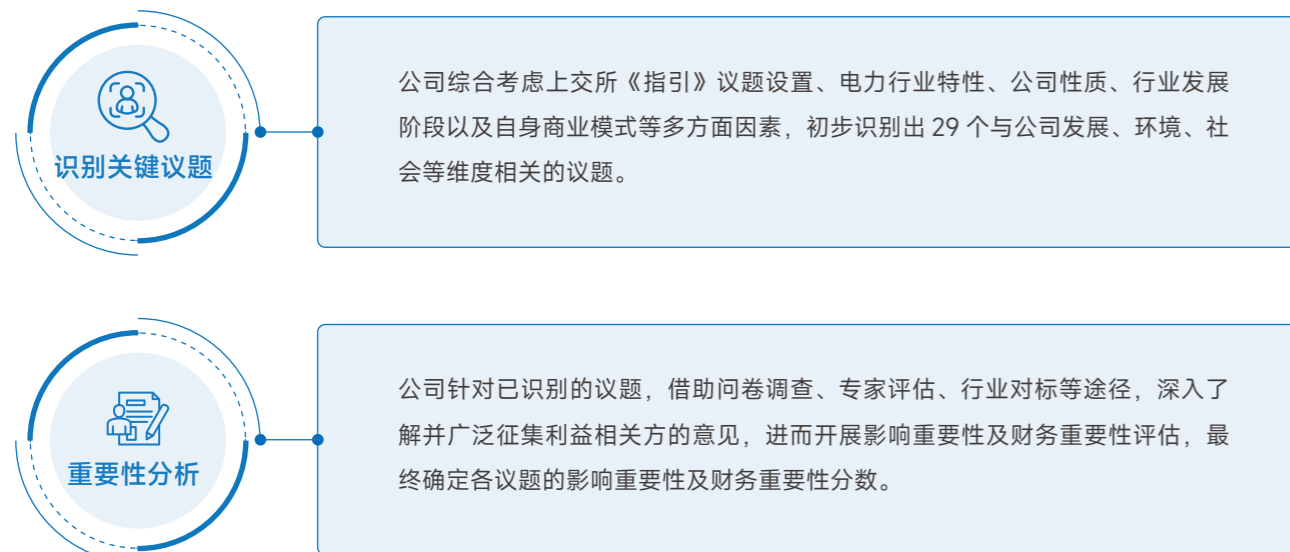 识别关键议题
公司综合考虑上交所《指引》议题设置、电力行业特性、公司性质、行业发展
阶段以及自身商业模式等多方面因素，初步识别出 29 个与公司发展、环境、社
会等维度相关的议题。
重要性分析
公司针对已识别的议题，借助问卷调查、专家评估、行业对标等途径，深入了
解并广泛征集利益相关方的意见，进而开展影响重要性及财务重要性评估，最
终确定各议题的影响重要性及财务重要性分数。